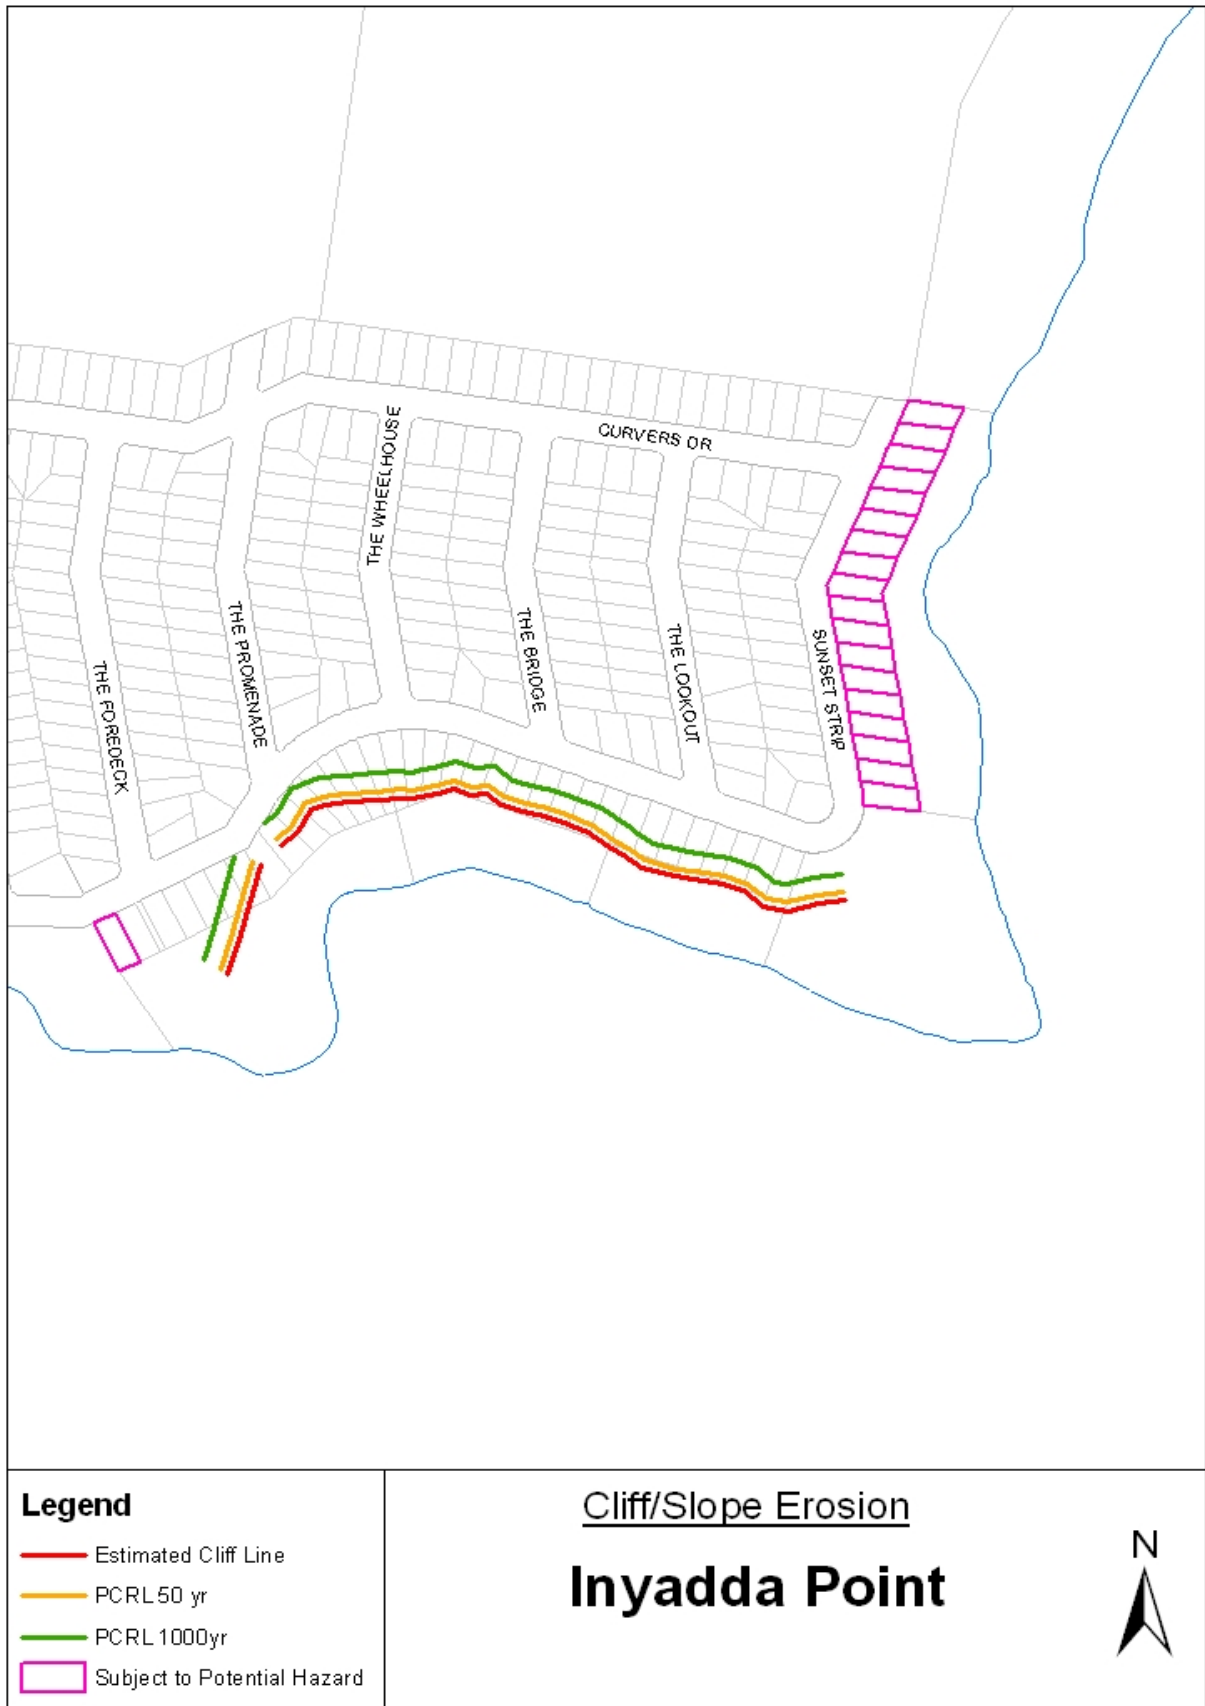 CURVERS DR
THE WHEELHOUSE
THE PROMENADE
THE BRIDGE
THE LOOKOUT
SUNSET STRIP
THE FOREDECK
Legend
Estimated Cliff Line
PCRL 50 yr
PCRL 1000yr
Subject to Potential Hazard
Cliff/Slope Erosion
Inyadda Point
N